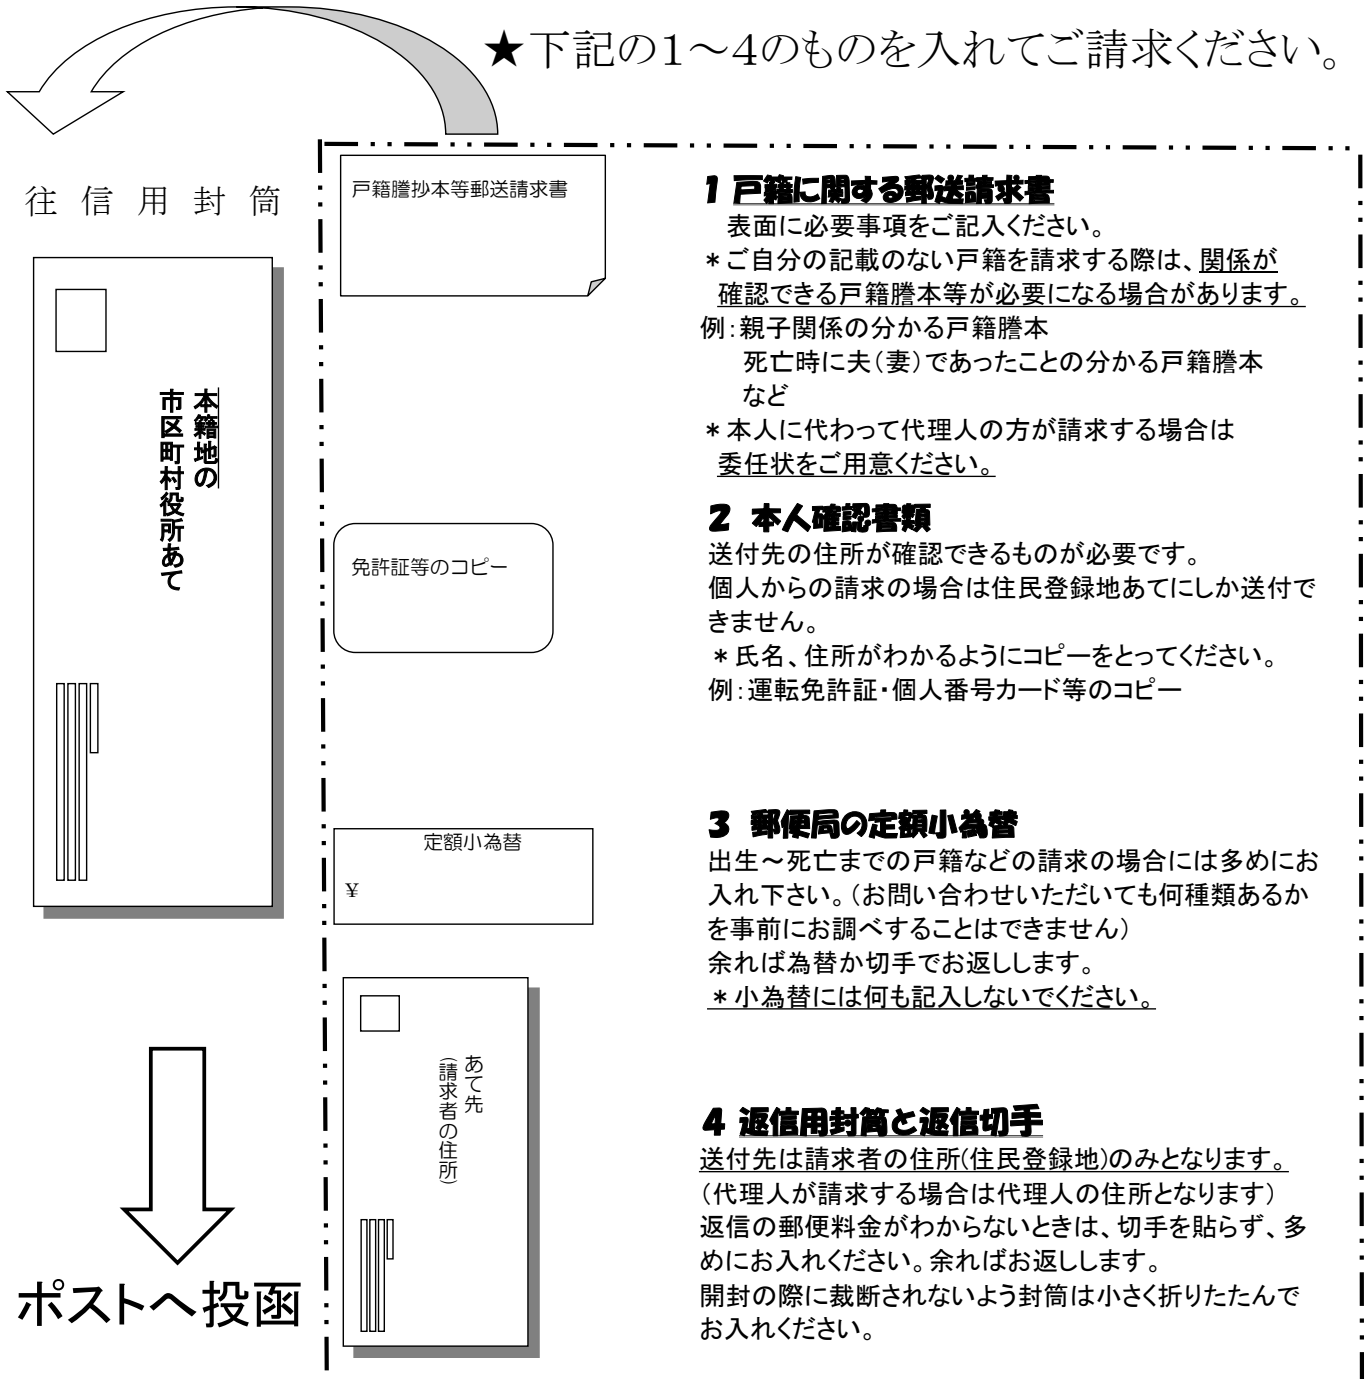 ★下記の1～4のものを入れてご請求ください。
往信用封筒
本籍地の
市区町村役所あて
ポストへ投函
戸籍謄抄本等郵送請求書
1 戸籍に関する郵送請求書
表面に必要事項をご記入ください。
＊ご自分の記載のない戸籍を請求する際は、関係が
確認できる戸籍謄本等が必要になる場合があります。
例：親子関係の分かる戸籍謄本
死亡時に夫（妻）であったことの分かる戸籍謄本
など
＊本人に代わって代理人の方が請求する場合は
委任状をご用意ください。
免許証等のコピー
2 本人確認書類
送付先の住所が確認できるものが必要です。
個人からの請求の場合は住民登録地あてにしか送付で
きません。
＊氏名、住所がわかるようにコピーをとってください。
例：運転免許証・個人番号カード等のコピー
定額小為替
¥
3 郵便局の定額小為替
出生～死亡までの戸籍などの請求の場合には多めにお
入れ下さい。（お問い合わせいただいても何種類あるか
を事前にお調べすることはできません）
余れば為替か切手でお返しします。
＊小為替には何も記入しないでください。
あて先
（請求者の住所）
4 返信用封筒と返信切手
送付先は請求者の住所(住民登録地)のみとなります。
（代理人が請求する場合は代理人の住所となります）
返信の郵便料金がわからないときは、切手を貼らず、多
めにお入れください。余ればお返しします。
開封の際に裁断されないよう封筒は小さく折りたたんで
お入れください。